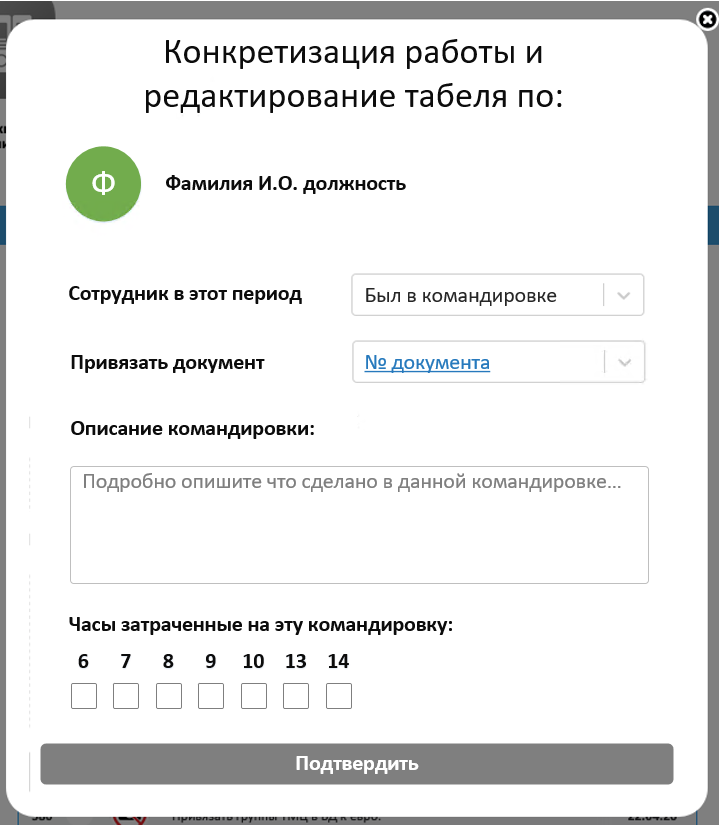 Конкретизация работы и
редактирование табеля по:
Ф
Фамилия И.О. должность
Сотрудник в этот период
Был в командировке
Привязать документ
№ документа
Описание командировки:
Подробно опишите что сделано в данной командировке...
Часы затраченные на эту командировку:
6 7 8 9 10 13 14
Подтвердить